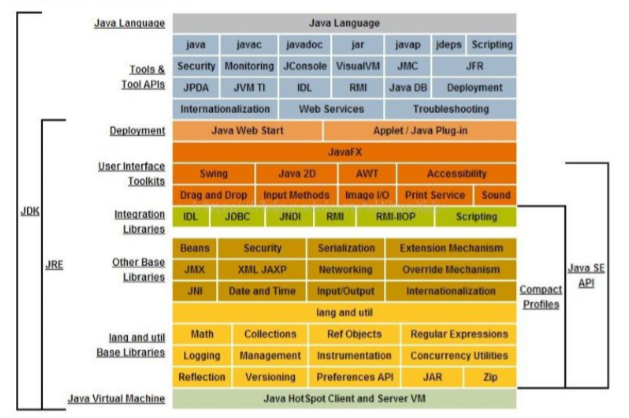 Java Language Java Language
java javac javadoc jar javap jdeps Scripting
Tools & Tool APIs
Security Monitoring JConsole VisualVM JMC JFR
JPDA JVM TI IDL RMI Java DB Deployment
Internationalization Web Services Troubleshooting
Deployment Java Web Start Applet / Java Plug-in
JavaFX
User Interface Toolkits
Swing Java 2D AWT Accessibility
Drag and Drop Input Methods Image I/O Print Service Sound
Integration Libraries
IDL JDBC JNDI RMI RMI-IIOP Scripting
JDK
JRE
Other Base Libraries
Beans Security Serialization Extension Mechanism
JMX XML JAXP Networking Override Mechanism
JNI Date and Time Input/Output Internationalization
Compact Profiles
Java SE API
lang and util
lang and util Base Libraries
Math Collections Ref Objects Regular Expressions
Logging Management Instrumentation Concurrency Utilities
Reflection Versioning Preferences API JAR Zip
Java Virtual Machine Java HotSpot Client and Server VM